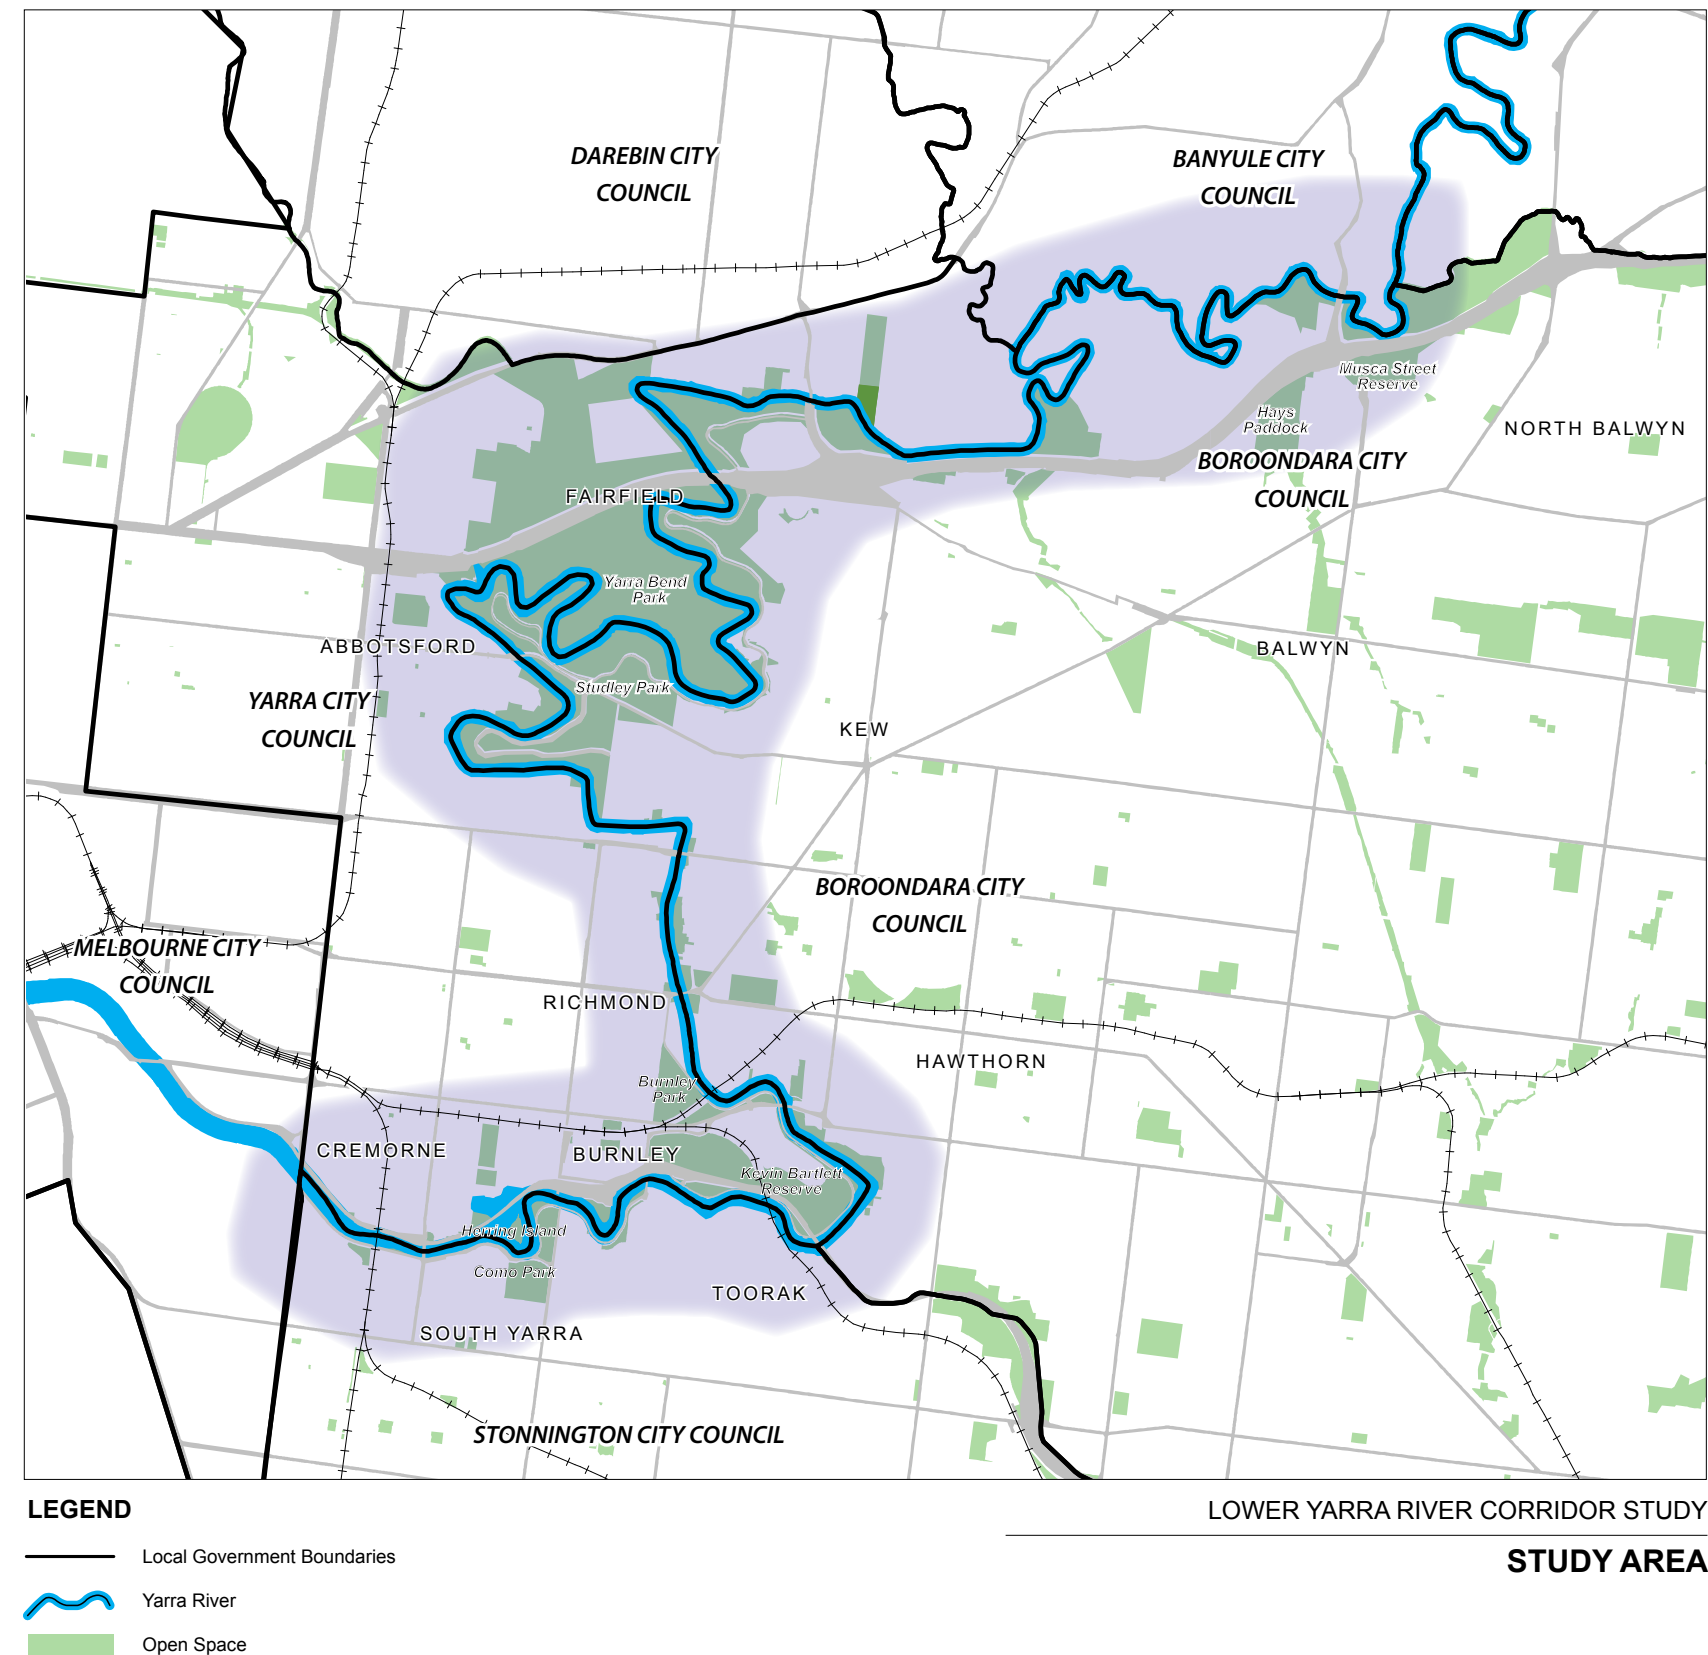 DAREBIN CITY
COUNCIL
BANYULE CITY
COUNCIL
Musca Street
Reserve
Hays
Paddock
NORTH BALWYN
BOROONDARA CITY
COUNCIL
FAIRFIELD
Yarra Bend
Park
ABBOTSFORD
BALWYN
Studley Park
YARRA CITY
COUNCIL
KEW
BOROONDARA CITY
COUNCIL
MELBOURNE CITY
COUNCIL
RICHMOND
HAWTHORN
Burnley
Park
CREMORNE
BURNLEY
Kevin Bartlett
Reserve
Herring Island
Como Park
TOORAK
SOUTH YARRA
STONNINGTON CITY COUNCIL
LEGEND
LOWER YARRA RIVER CORRIDOR STUDY
STUDY AREA
Local Government Boundaries
Yarra River
Open Space